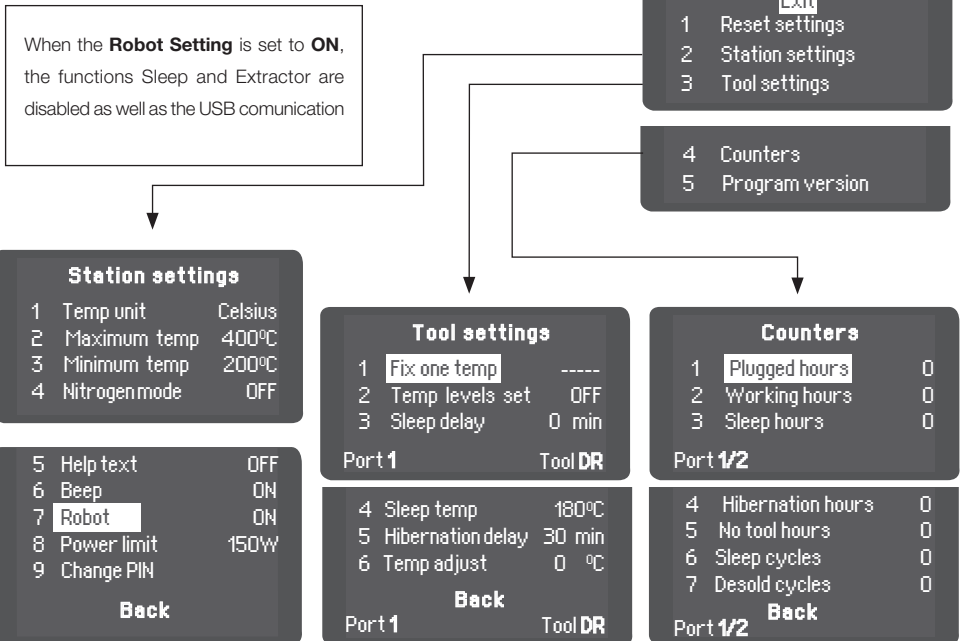 When the Robot Setting is set to ON,
the functions Sleep and Extractor are
disabled as well as the USB comunication
Exit
1 Reset settings
2 Station settings
3 Tool settings
4 Counters
5 Program version
Station settings
1 Temp unit Celsius
2 Maximum temp 400ºC
3 Minimum temp 200ºC
4 Nitrogen mode OFF
5 Help text OFF
6 Beep ON
7 Robot ON
8 Power limit 150W
9 Change PIN
Back
Tool settings
1 Fix one temp -----
2 Temp levels set OFF
3 Sleep delay 0 min
Port 1 Tool DR
4 Sleep temp 180ºC
5 Hibernation delay 30 min
6 Temp adjust 0 ºC
Back
Port 1 Tool DR
Counters
1 Plugged hours 0
2 Working hours 0
3 Sleep hours 0
Port 1/2
4 Hibernation hours 0
5 No tool hours 0
6 Sleep cycles 0
7 Desold cycles 0
Back
Port 1/2